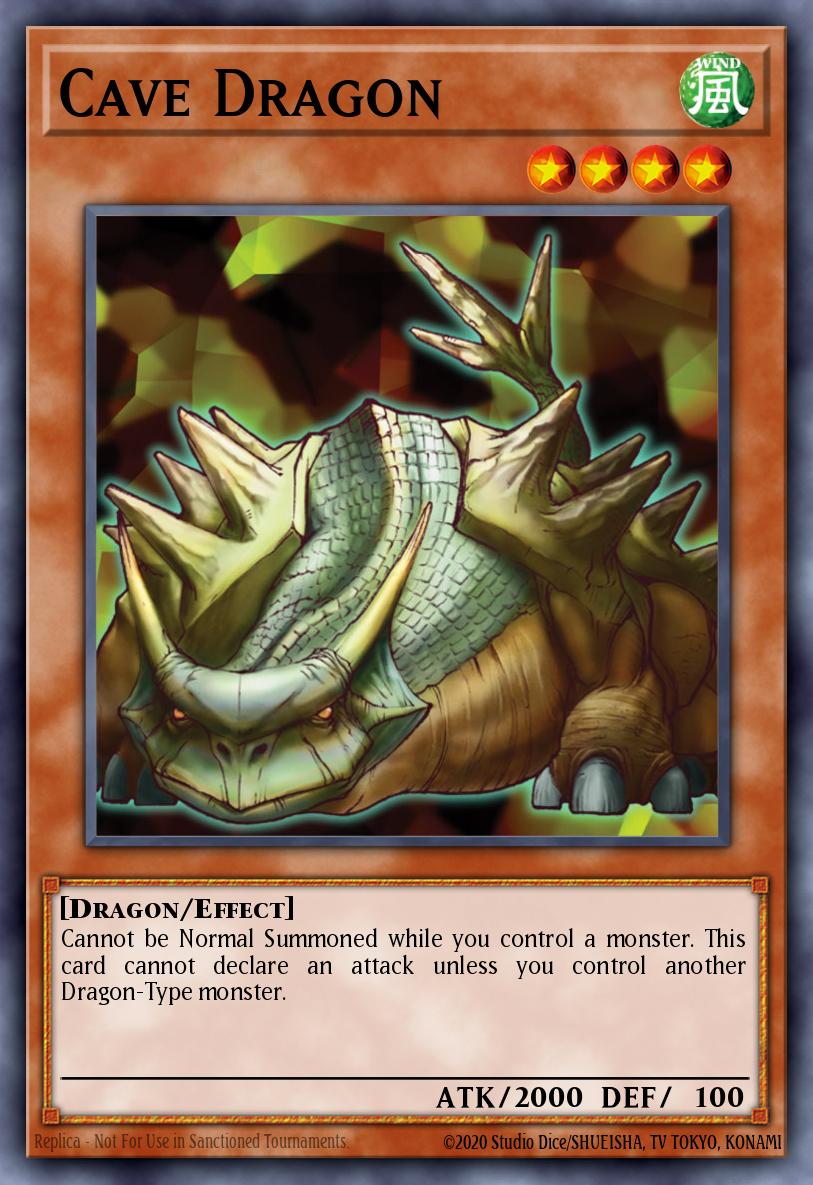 Cave Dragon
WIND
風
[Dragon/Effect]
Cannot be Normal Summoned while you control a monster. This
card cannot declare an attack unless you control another
Dragon-Type monster.
ATK/2000 DEF/ 100
Replica - Not For Use in Sanctioned Tournaments.
©2020 Studio Dice/SHUEISHA, TV TOKYO, KONAMI